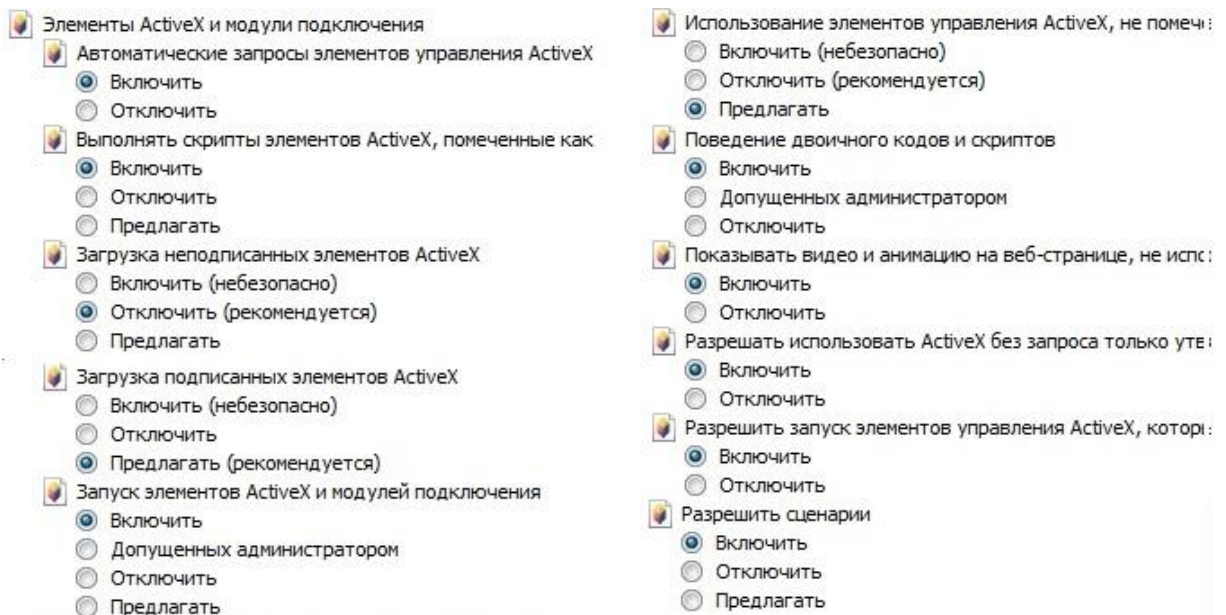 Элементы ActiveX и модули подключения
Автоматические запросы элементов управления ActiveX
Включить
Отключить
Выполнять скрипты элементов ActiveX, помеченные как
Включить
Отключить
Предлагать
Загрузка неподписанных элементов ActiveX
Включить (небезопасно)
Отключить (рекомендуется)
Предлагать
Загрузка подписанных элементов ActiveX
Включить (небезопасно)
Отключить
Предлагать (рекомендуется)
Запуск элементов ActiveX и модулей подключения
Включить
Допущенных администратором
Отключить
Предлагать
Использование элементов управления ActiveX, не
Включить (небезопасно)
Отключить (рекомендуется)
Предлагать
Поведение двоичного кодов и скриптов
Включить
Допущенных администратором
Отключить
Показывать видео и анимацию на веб-странице, не
Включить
Отключить
Разрешать использовать ActiveX без запроса только
Включить
Отключить
Разрешить запуск элементов управления ActiveX,
Включить
Отключить
Разрешить сценарии
Включить
Отключить
Предлагать